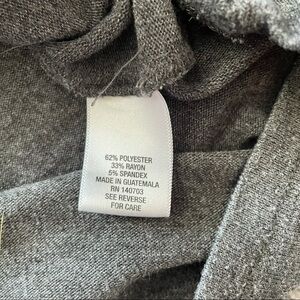 62% POLYESTER
33% RAYON
5% SPANDEX
MADE IN GUATEMALA
RN 140703
SEE REVERSE
FOR CARE